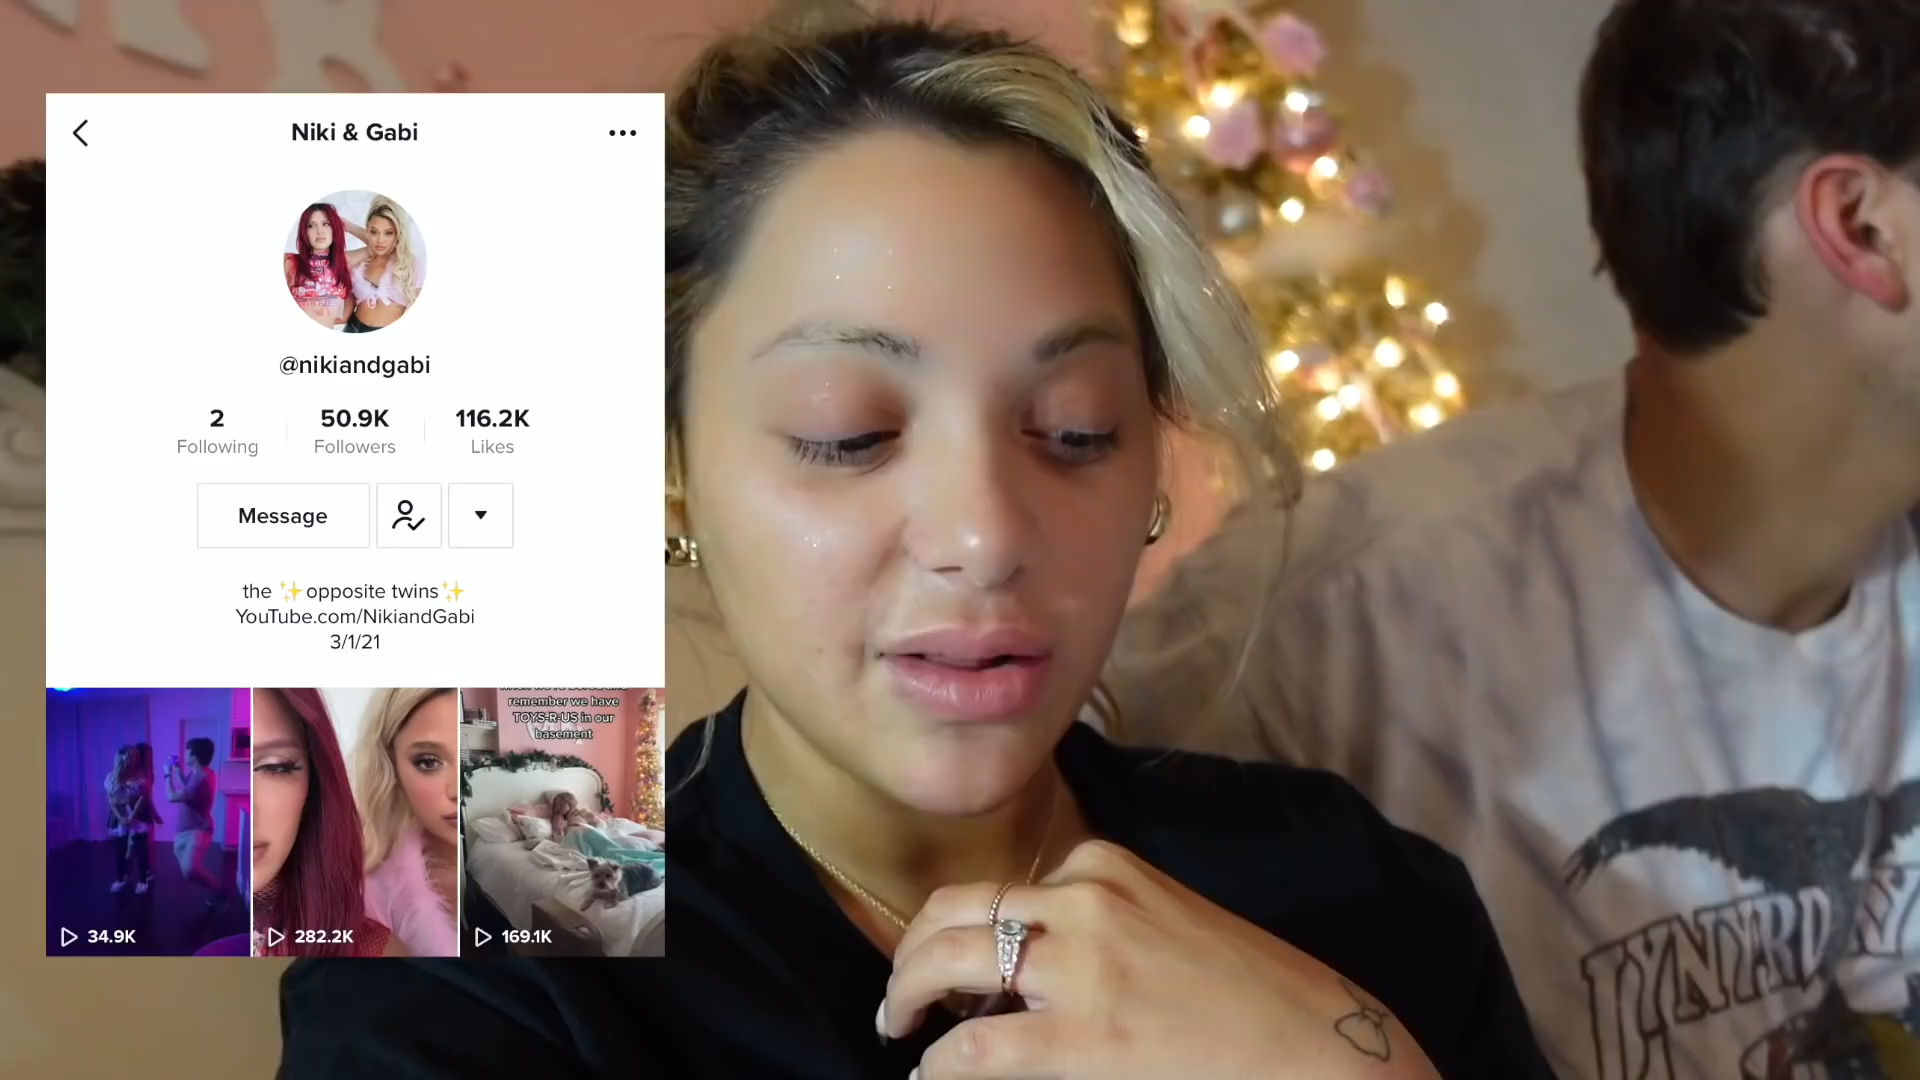 Niki & Gabi
@nikiandgabi
2 50.9K 116.2K
Following Followers Likes
Message
the ✨opposite twins✨
YouTube.com/NikiandGabi
3/1/21
remember we have
TOYS-R-US in our
basement
34.9K 282.2K 169.1K
LYNYRD